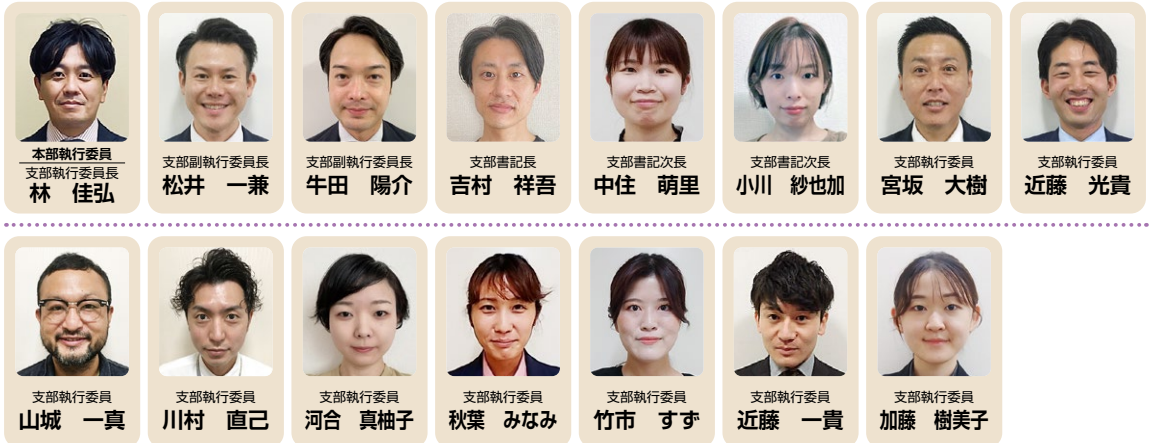 本部執行委員
支部執行委員長
林　佳弘
支部副執行委員長
松井　一兼
支部副執行委員長
牛田　陽介
支部書記長
吉村　祥吾
支部書記次長
中住　萌里
支部書記次長
小川　紗也加
支部執行委員
宮坂　大樹
支部執行委員
近藤　光貴
支部執行委員
山城　一真
支部執行委員
川村　直己
支部執行委員
河合　真柚子
支部執行委員
秋葉　みなみ
支部執行委員
竹市　すず
支部執行委員
近藤　一貴
支部執行委員
加藤　樹美子